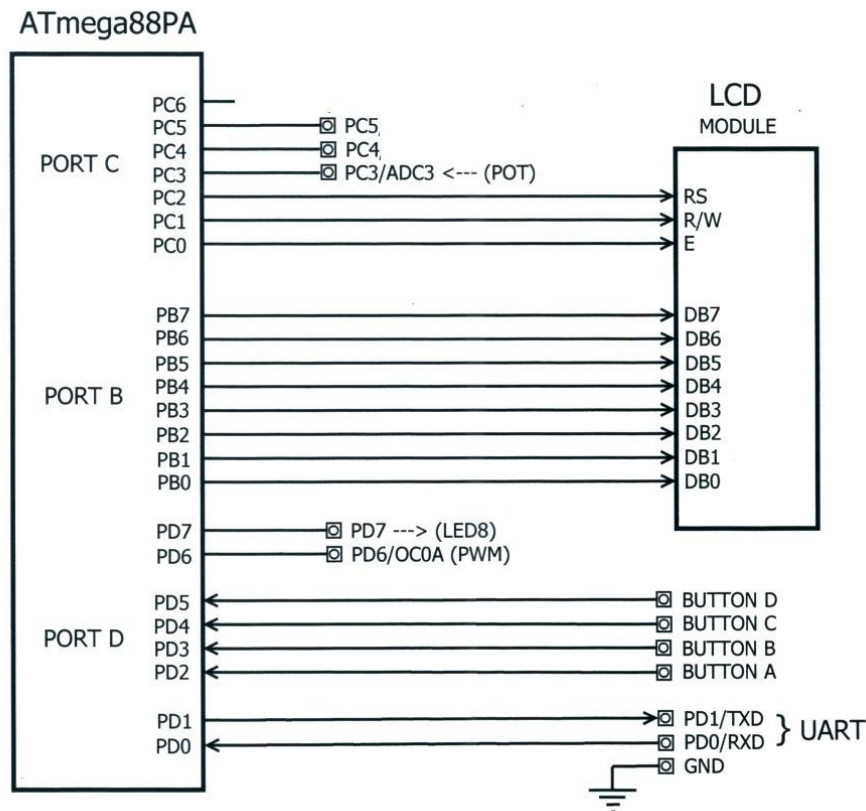 ATmega88PA
PORT C
PC6
PC5
PC4
PC3
PC2
PC1
PC0
PC5
PC4
PC3/ADC3 <--- (POT)
LCD
MODULE
RS
R/W
E
PORT B
PB7
PB6
PB5
PB4
PB3
PB2
PB1
PB0
DB7
DB6
DB5
DB4
DB3
DB2
DB1
DB0
PD7
PD6
PD7 ---> (LED8)
PD6/OC0A (PWM)
PORT D
PD5
PD4
PD3
PD2
BUTTON D
BUTTON C
BUTTON B
BUTTON A
PD1
PD0
PD1/TXD
PD0/RXD
} UART
GND